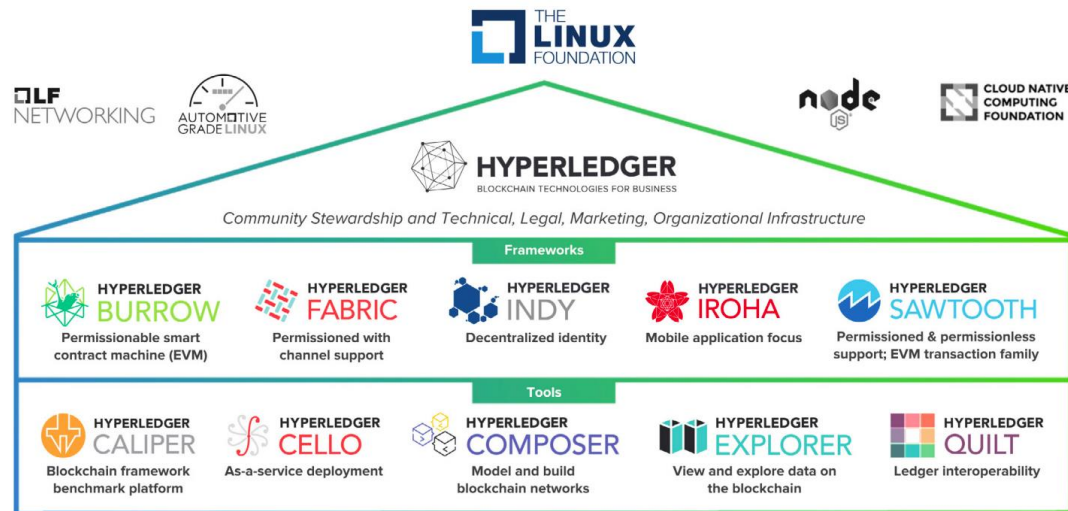 THE
LINUX
FOUNDATION
LF
NETWORKING
AUTOMOTIVE
GRADE LINUX
node
JS
CLOUD NATIVE
COMPUTING
FOUNDATION
HYPERLEDGER
BLOCKCHAIN TECHNOLOGIES FOR BUSINESS
Community Stewardship and Technical, Legal, Marketing, Organizational Infrastructure
Frameworks
HYPERLEDGER
BURROW
Permissionable smart
contract machine (EVM)
HYPERLEDGER
FABRIC
Permissioned with
channel support
HYPERLEDGER
INDY
Decentralized identity
HYPERLEDGER
IROHA
Mobile application focus
HYPERLEDGER
SAWTOOTH
Permissioned & permissionless
support; EVM transaction family
Tools
HYPERLEDGER
CALIPER
Blockchain framework
benchmark platform
HYPERLEDGER
CELLO
As-a-service deployment
HYPERLEDGER
COMPOSER
Model and build
blockchain networks
HYPERLEDGER
EXPLORER
View and explore data on
the blockchain
HYPERLEDGER
QUILT
Ledger interoperability